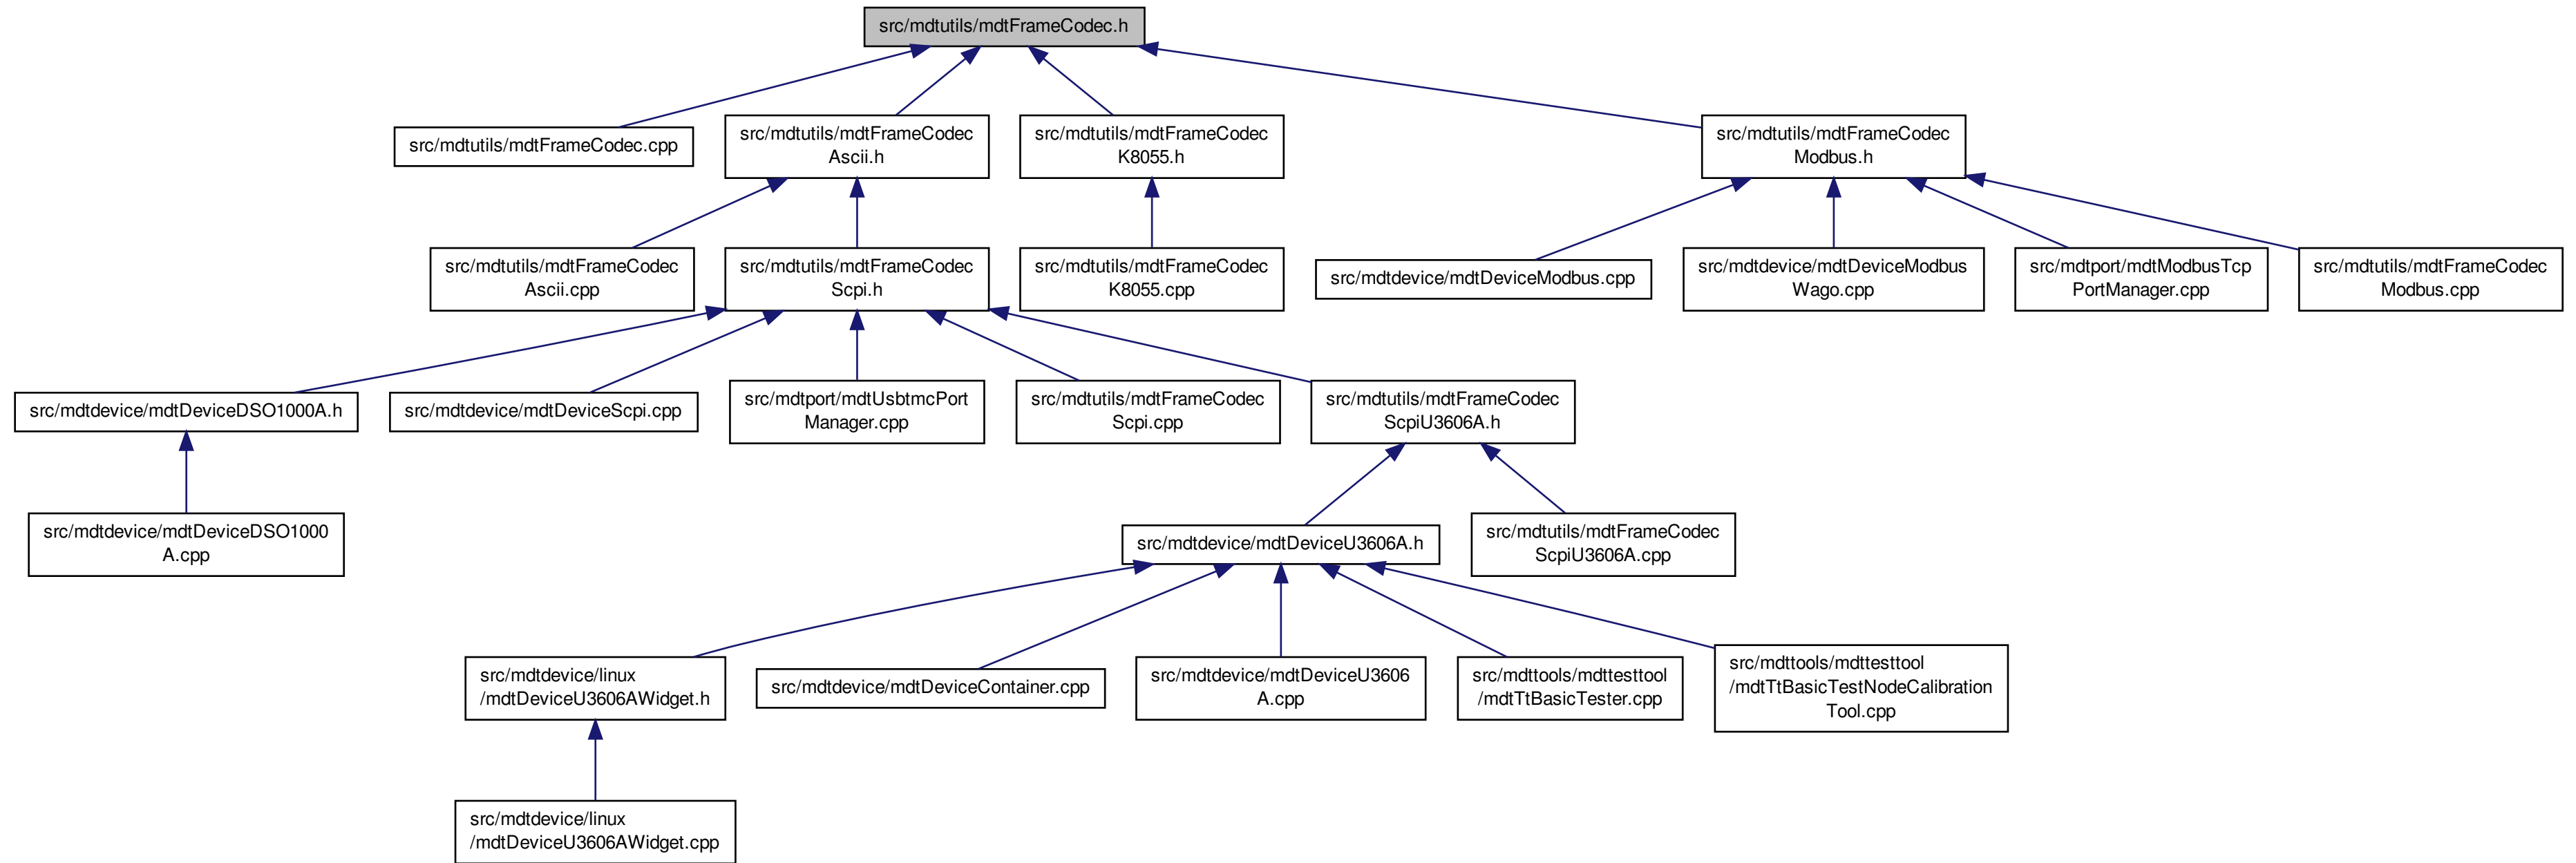 src/mdtutils/mdtFrameCodec.h
src/mdtutils/mdtFrameCodec.cpp
src/mdtutils/mdtFrameCodec
Ascii.h
src/mdtutils/mdtFrameCodec
K8055.h
src/mdtutils/mdtFrameCodec
Modbus.h
src/mdtutils/mdtFrameCodec
Ascii.cpp
src/mdtutils/mdtFrameCodec
Scpi.h
src/mdtutils/mdtFrameCodec
K8055.cpp
src/mdtdevice/mdtDeviceModbus.cpp
src/mdtdevice/mdtDeviceModbus
Wago.cpp
src/mdtport/mdtModbusTcp
PortManager.cpp
src/mdtutils/mdtFrameCodec
Modbus.cpp
src/mdtdevice/mdtDeviceDSO1000A.h
src/mdtdevice/mdtDeviceScpi.cpp
src/mdtport/mdtUsbtmcPort
Manager.cpp
src/mdtutils/mdtFrameCodec
Scpi.cpp
src/mdtutils/mdtFrameCodec
ScpiU3606A.h
src/mdtdevice/mdtDeviceDSO1000
A.cpp
src/mdtdevice/mdtDeviceU3606A.h
src/mdtutils/mdtFrameCodec
ScpiU3606A.cpp
src/mdtdevice/linux
/mdtDeviceU3606AWidget.h
src/mdtdevice/mdtDeviceContainer.cpp
src/mdtdevice/mdtDeviceU3606
A.cpp
src/mdttools/mdttesttool
/mdtTtBasicTester.cpp
src/mdttools/mdttesttool
/mdtTtBasicTestNodeCalibration
Tool.cpp
src/mdtdevice/linux
/mdtDeviceU3606AWidget.cpp